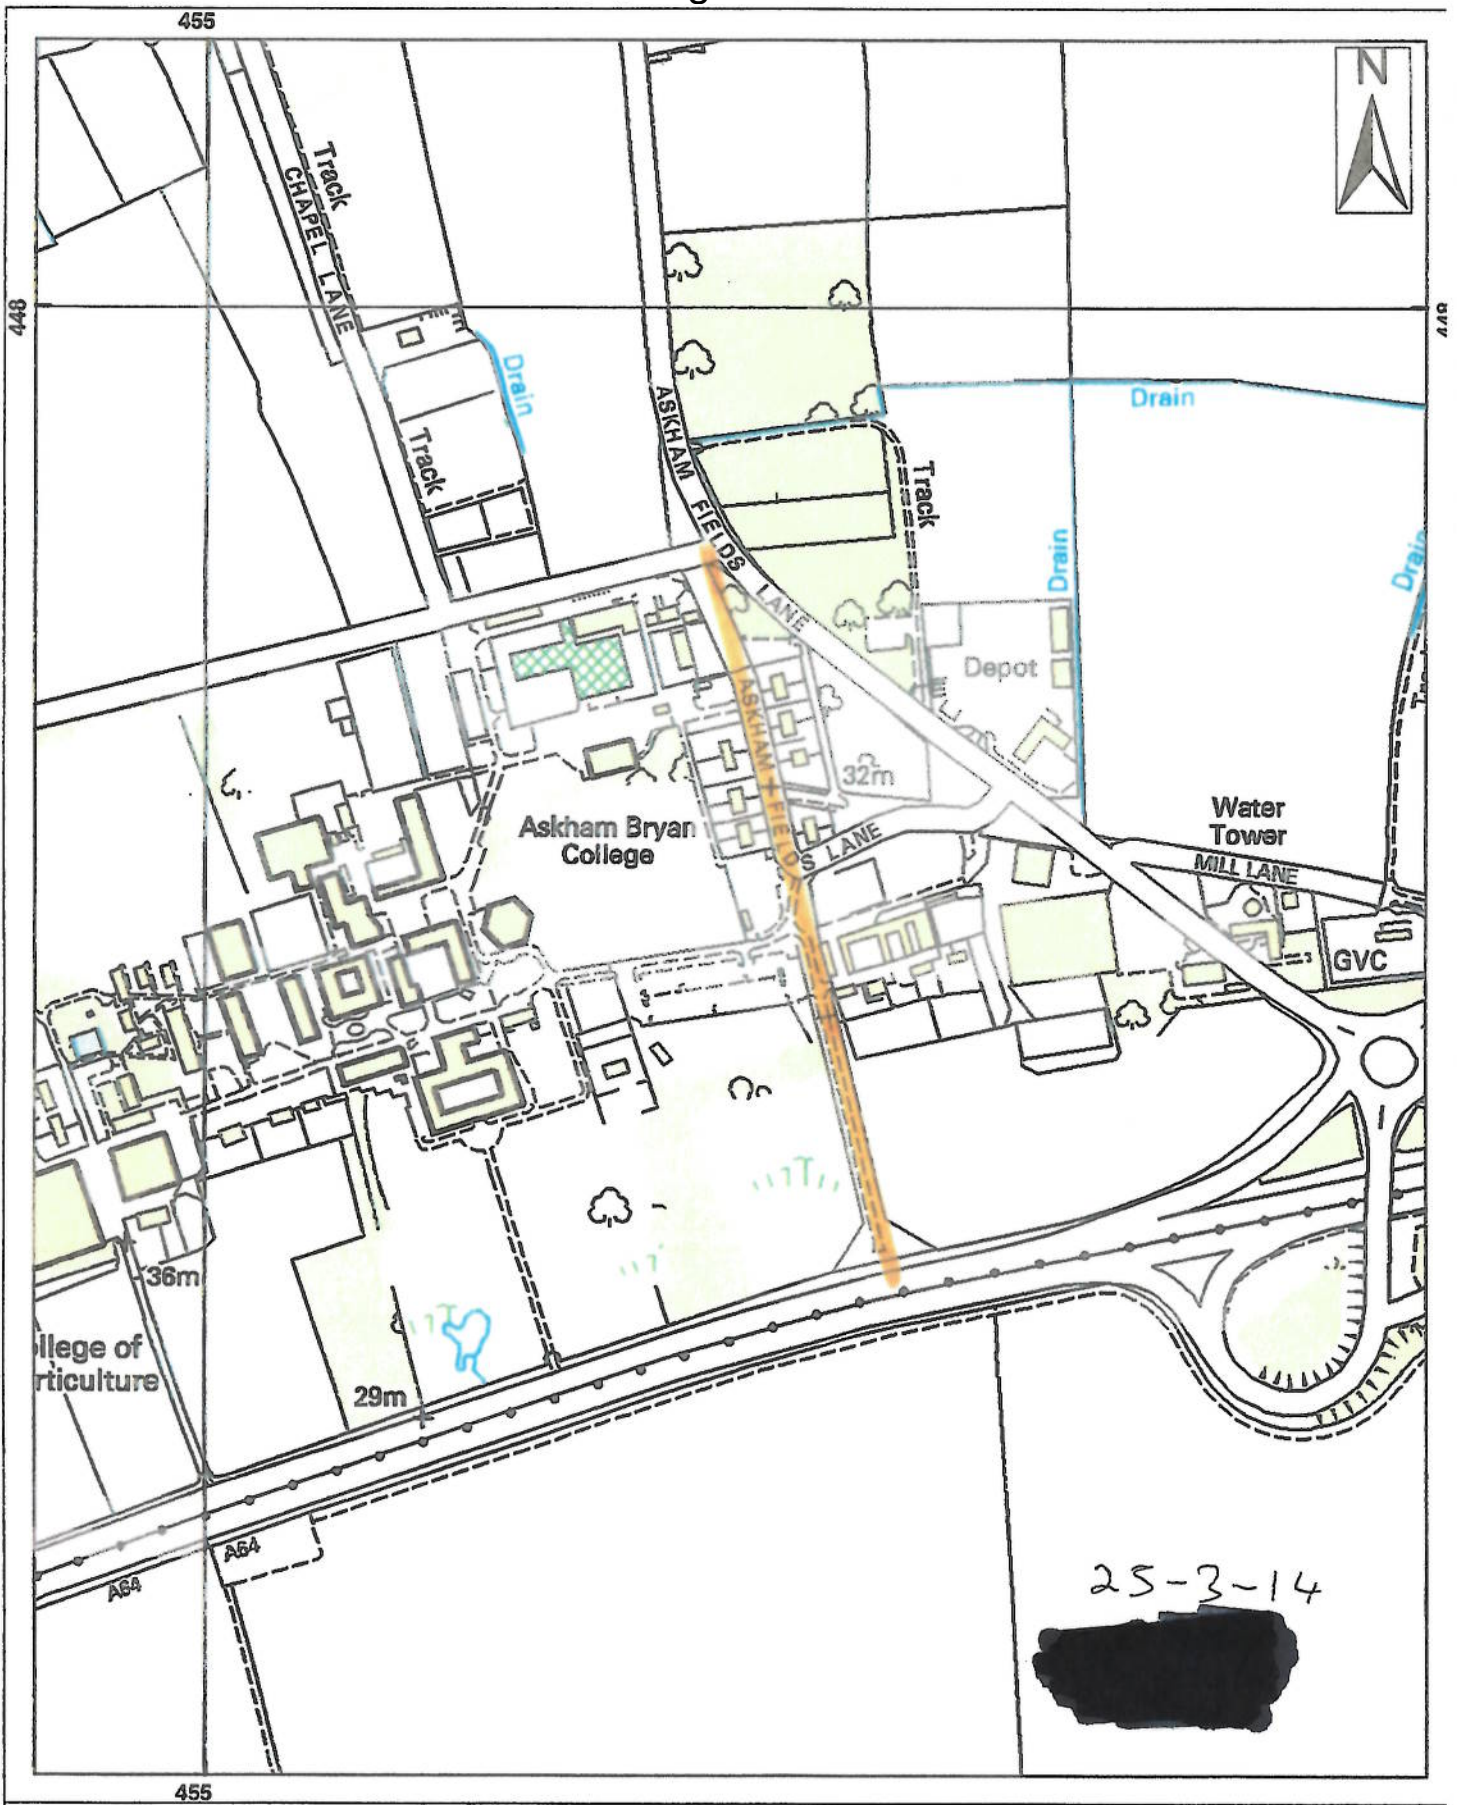 455
N
Track
CHAPEL LANE
448
448
Drain
ASKHAM FIELDS LANE
Drain
Track
Track
Drain
Drain
Depot
ASKHAM FIELDS LANE
32m
Askham Bryan
College
Water
Tower
MILL LANE
GVC
36m
llege of
rticulture
29m
A64
A64
25-3-14
455